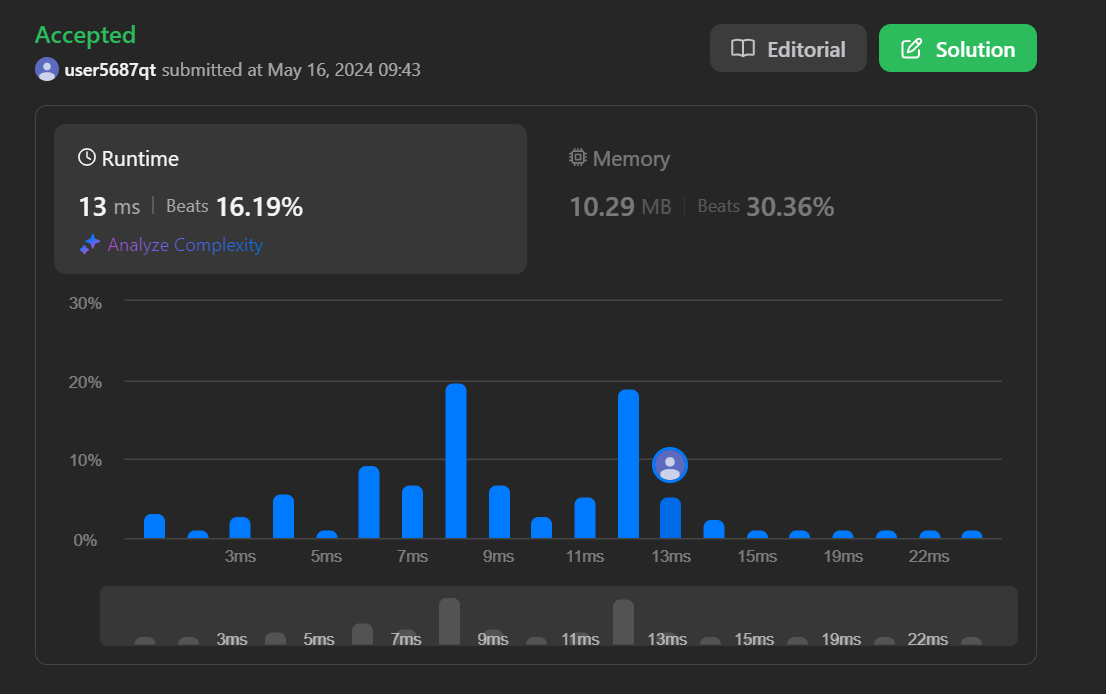 Accepted
Editorial
Solution
user5687qt submitted at May 16, 2024 09:43
Runtime
Memory
13 ms | Beats 16.19%
10.29 MB | Beats 30.36%
Analyze Complexity
30%
20%
10%
0%
3ms 5ms 7ms 9ms 11ms 13ms 15ms 19ms 22ms
3ms 5ms 7ms 9ms 11ms 13ms 15ms 19ms 22ms